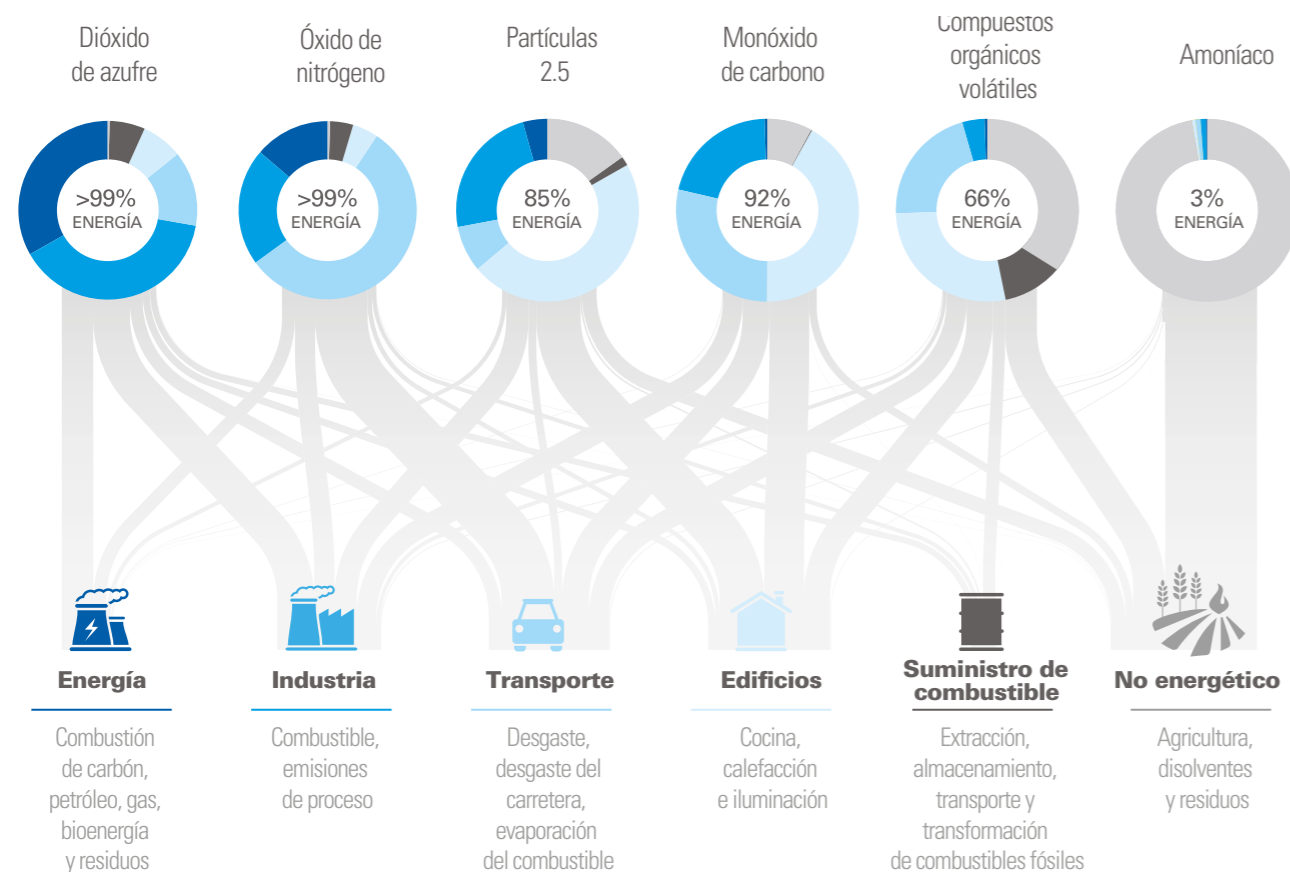 Dióxido
de azufre
Óxido de
nitrógeno
Partículas
2.5
Monóxido
de carbono
Compuestos
orgánicos
volátiles
Amoníaco
>99%
ENERGÍA
>99%
ENERGÍA
85%
ENERGÍA
92%
ENERGÍA
66%
ENERGÍA
3%
ENERGÍA
Energía
Combustión
de carbón,
petróleo, gas,
bioenergía
y residuos
Industria
Combustible,
emisiones
de proceso
Transporte
Desgaste,
desgaste del
carretera,
evaporación
del combustible
Edificios
Cocina,
calefacción
e iluminación
Suministro de
combustible
Extracción,
almacenamiento,
transporte y
transformación
de combustibles fósiles
No energético
Agricultura,
disolventes
y residuos